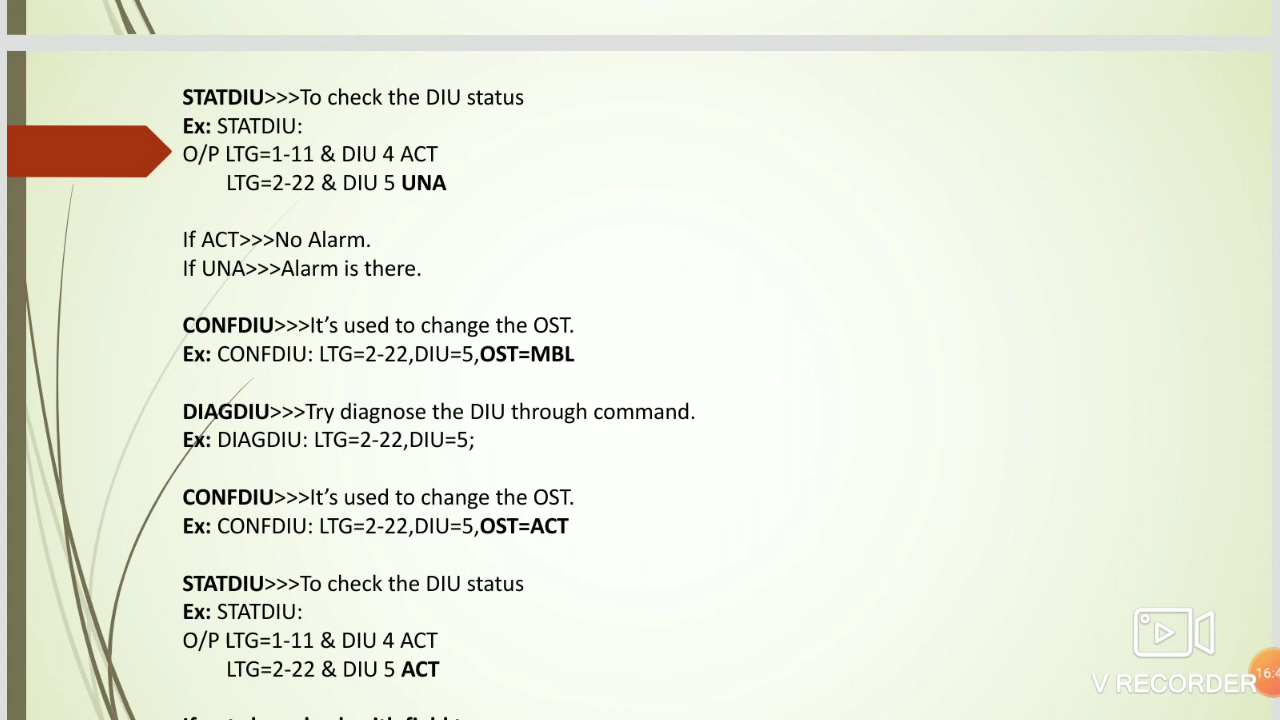 STATDIU>>>To check the DIU status
Ex: STATDIU:
O/P LTG=1-11 & DIU 4 ACT
LTG=2-22 & DIU 5 UNA
If ACT>>>No Alarm.
If UNA>>>Alarm is there.
CONFDIU>>>It’s used to change the OST.
Ex: CONFDIU: LTG=2-22,DIU=5,OST=MBL
DIAGDIU>>>Try diagnose the DIU through command.
Ex: DIAGDIU: LTG=2-22,DIU=5;
CONFDIU>>>It’s used to change the OST.
Ex: CONFDIU: LTG=2-22,DIU=5,OST=ACT
STATDIU>>>To check the DIU status
Ex: STATDIU:
O/P LTG=1-11 & DIU 4 ACT
LTG=2-22 & DIU 5 ACT
V RECORDER
16:4